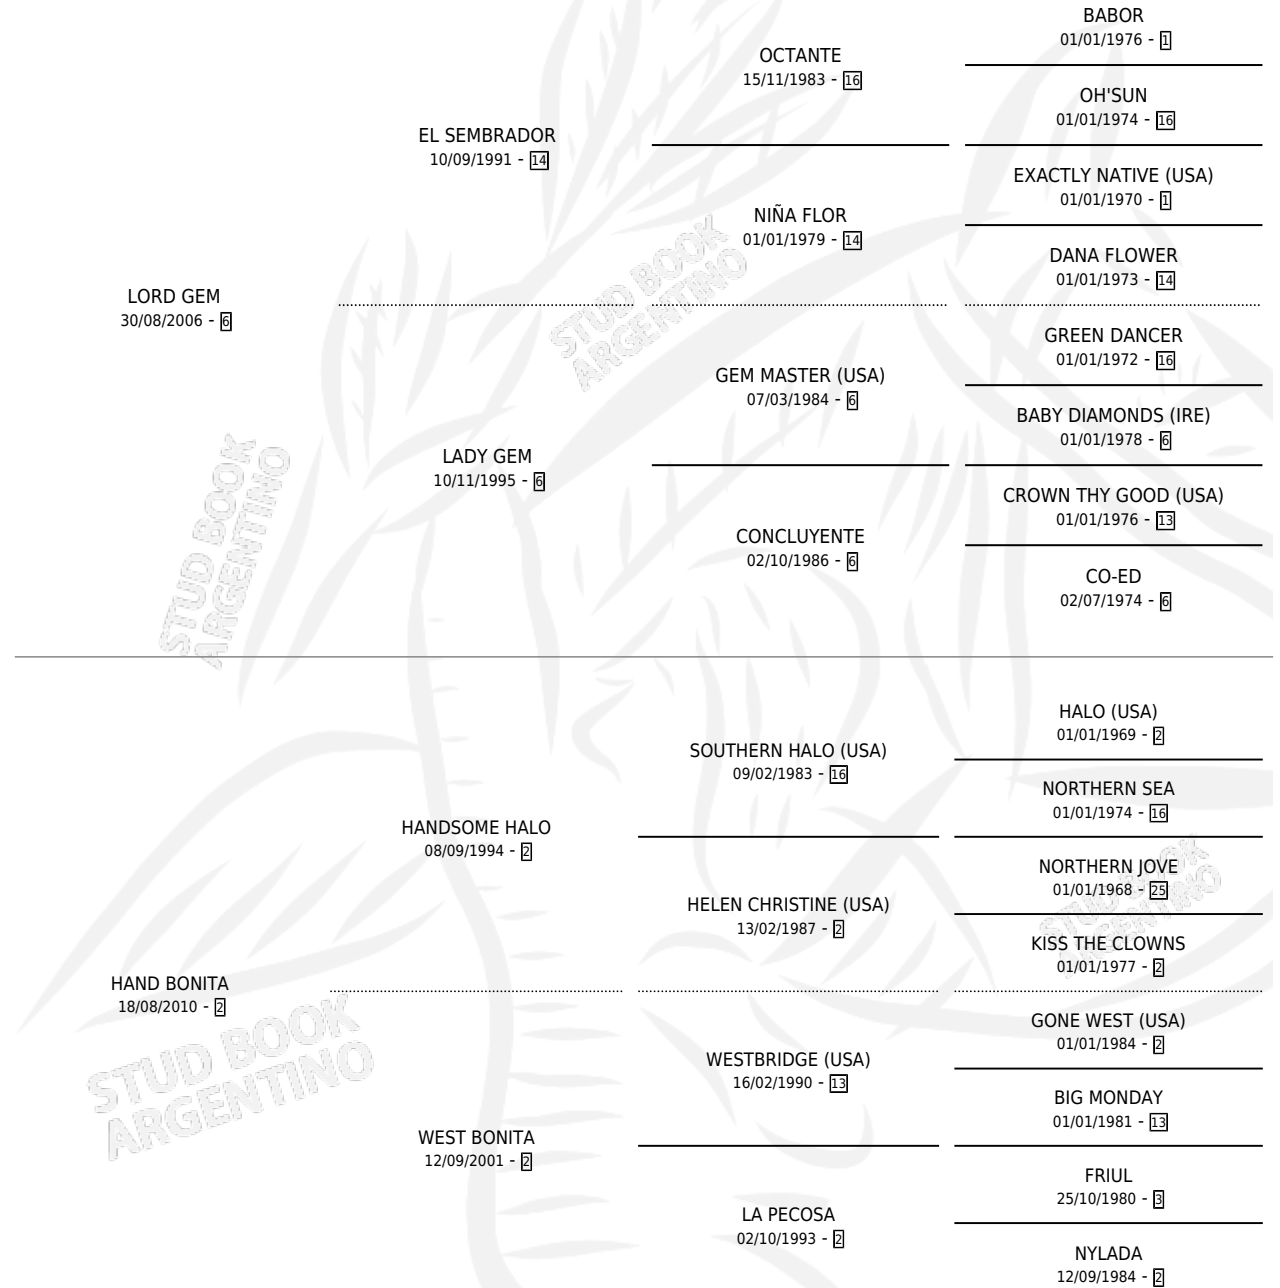 BABOR
01/01/1976 - 1
OCTANTE
15/11/1983 - 16
OH'SUN
01/01/1974 - 16
EL SEMBRADOR
10/09/1991 - 14
EXACTLY NATIVE (USA)
01/01/1970 - 1
NIÑA FLOR
01/01/1979 - 14
DANA FLOWER
01/01/1973 - 14
LORD GEM
30/08/2006 - 6
GREEN DANCER
01/01/1972 - 16
GEM MASTER (USA)
07/03/1984 - 6
BABY DIAMONDS (IRE)
01/01/1978 - 6
LADY GEM
10/11/1995 - 6
CROWN THY GOOD (USA)
01/01/1976 - 13
CONCLUYENTE
02/10/1986 - 6
CO-ED
02/07/1974 - 6
STUD BOOK
ARGENTINO
STUD BOOK
ARGENTINO
HALO (USA)
01/01/1969 - 2
SOUTHERN HALO (USA)
09/02/1983 - 16
NORTHERN SEA
01/01/1974 - 16
HANDSOME HALO
08/09/1994 - 2
NORTHERN JOVE
01/01/1968 - 25
HELEN CHRISTINE (USA)
13/02/1987 - 2
KISS THE CLOWNS
01/01/1977 - 2
HAND BONITA
18/08/2010 - 2
GONE WEST (USA)
01/01/1984 - 2
WESTBRIDGE (USA)
16/02/1990 - 13
BIG MONDAY
01/01/1981 - 13
WEST BONITA
12/09/2001 - 2
FRIUL
25/10/1980 - 3
LA PECOSA
02/10/1993 - 2
NYLADA
12/09/1984 - 2
STUD BOOK
ARGENTINO
STUD BOOK
ARGENTINO